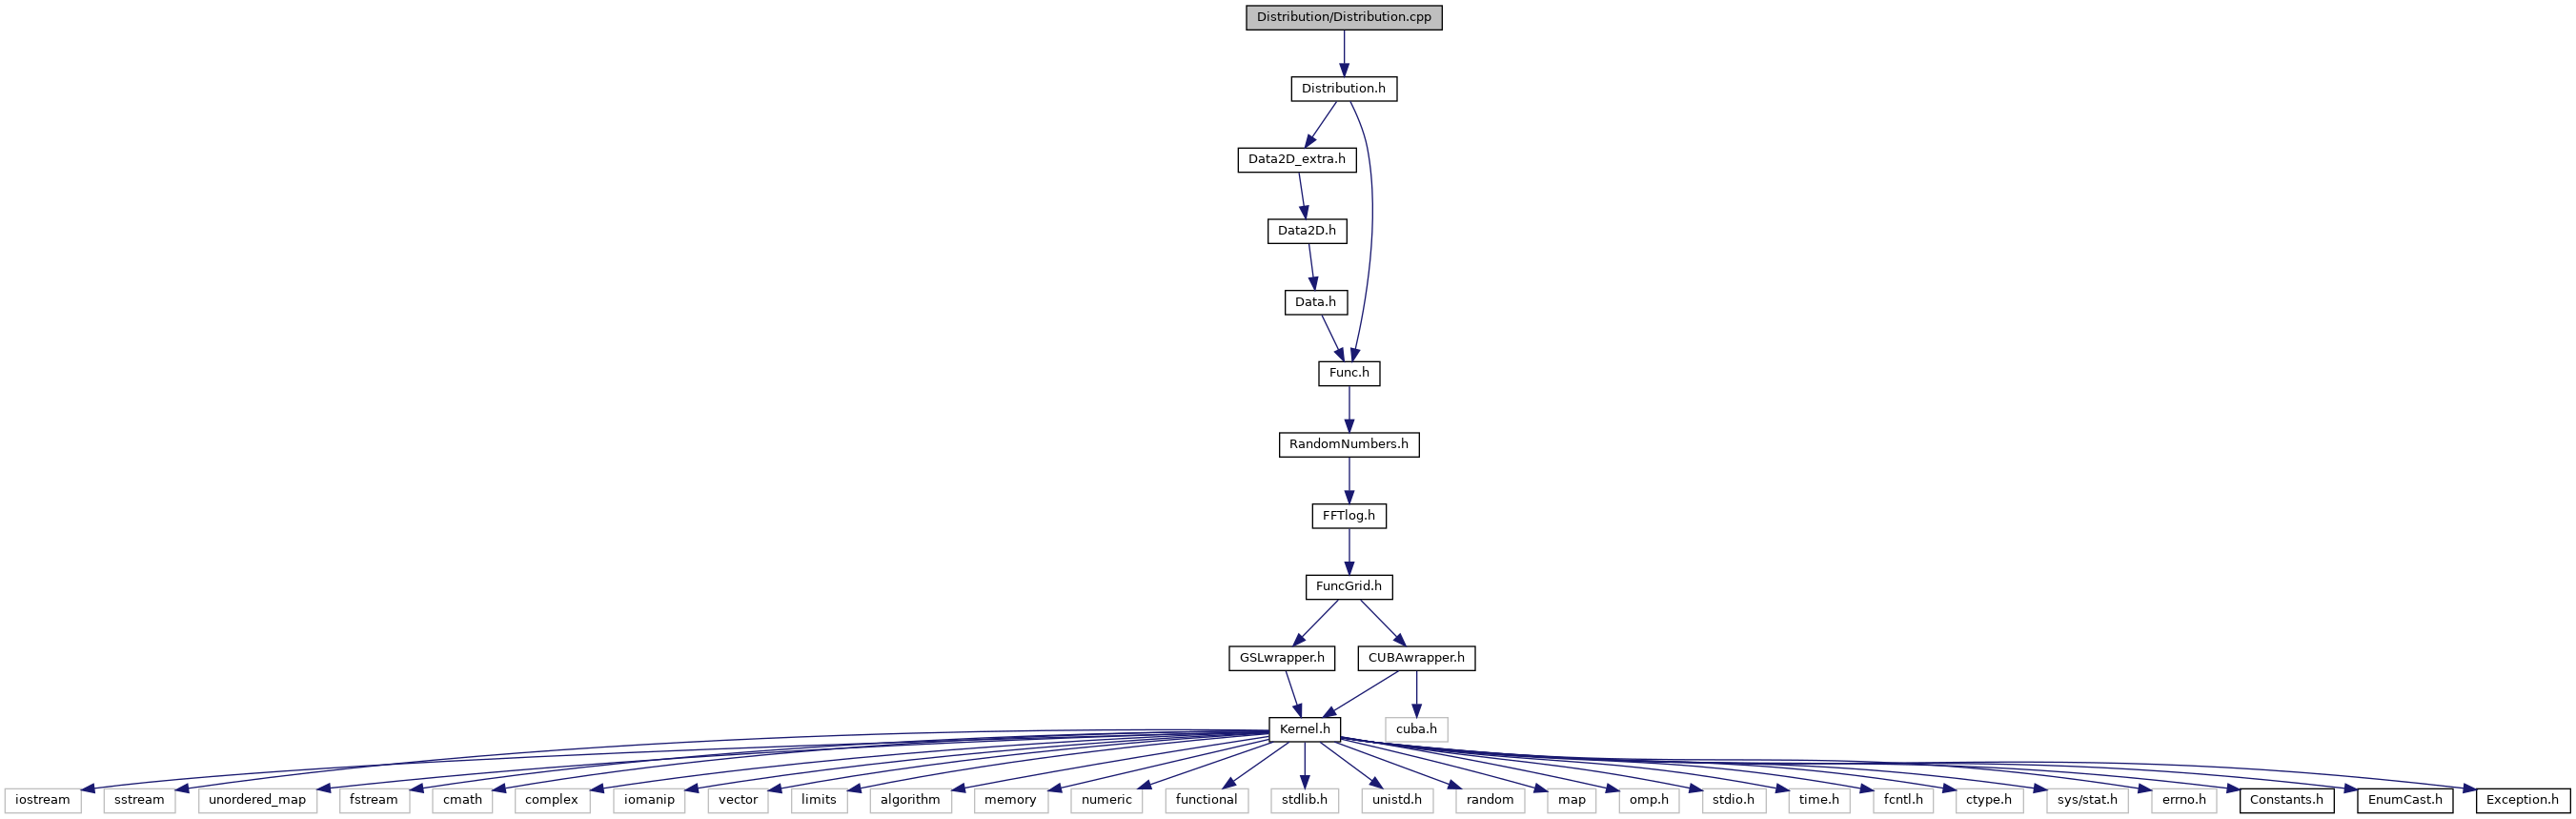 Distribution/Distribution.cpp
Distribution.h
Data2D_extra.h
Data2D.h
Data.h
Func.h
RandomNumbers.h
FFTlog.h
FuncGrid.h
GSLwrapper.h
CUBAwrapper.h
Kernel.h
cuba.h
iostream
sstream
unordered_map
fstream
cmath
complex
iomanip
vector
limits
algorithm
memory
numeric
functional
stdlib.h
unistd.h
random
map
omp.h
stdio.h
time.h
fcntl.h
ctype.h
sys/stat.h
errno.h
Constants.h
EnumCast.h
Exception.h